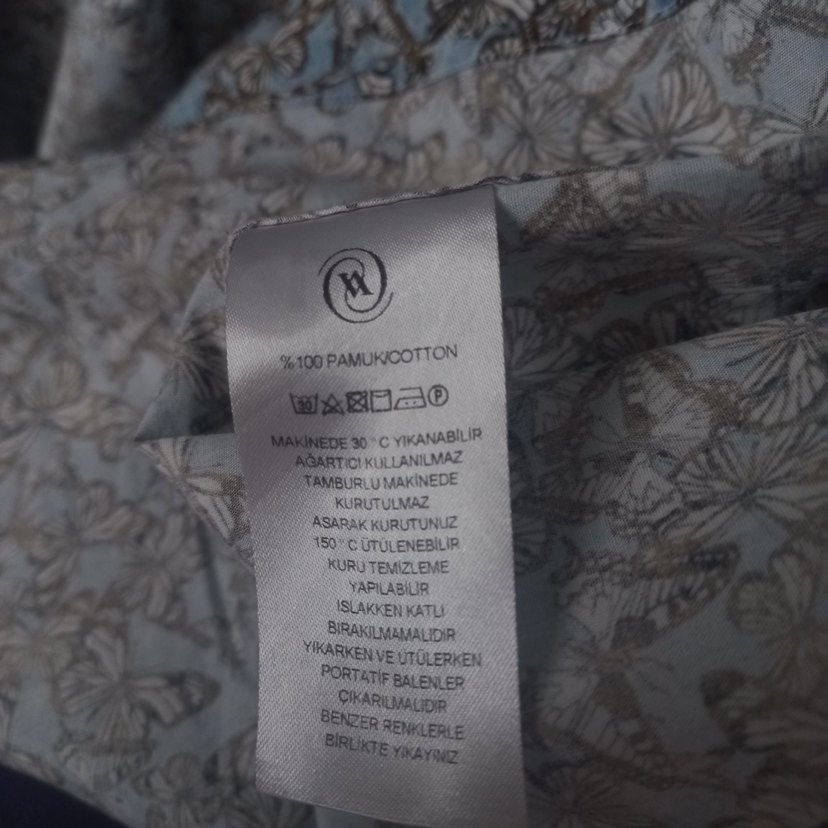 %100 PAMUK/COTTON
30 P
MAKİNEDE 30 °C YIKANABİLİR
AĞARTICI KULLANILMAZ
TAMBURLU MAKİNEDE
KURUTULMAZ
ASARAK KURUTUNUZ
150 °C ÜTÜLENEBİLİR
KURU TEMİZLEME
YAPILABİLİR
ISLAKKEN KATLI
BIRAKILMAMALIDIR
YIKARKEN VE ÜTÜLERKEN
PORTATİF BALENLER
ÇIKARILMALIDIR
BENZER RENKLERLE
BİRLİKTE YIKAYINIZ